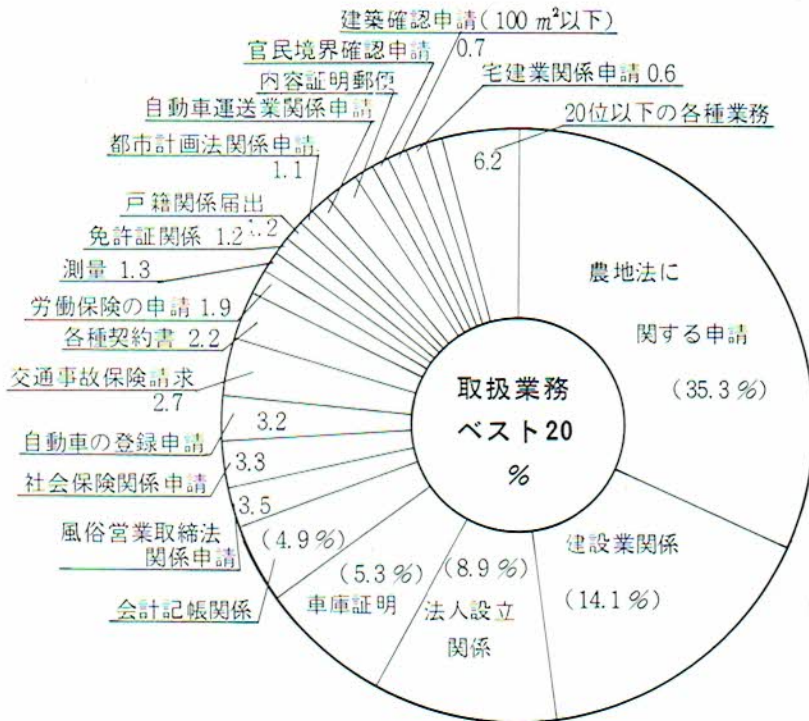 建築確認申請(100 m²以下)
0.7
官民境界確認申請
内容証明郵便
宅建業関係申請 0.6
自動車運送業関係申請
20位以下の各種業務
6.2
都市計画法関係申請
1.1
戸籍関係届出
1.2
免許証関係 1.2
測量 1.3
労働保険の申請 1.9
各種契約書 2.2
交通事故保険請求
2.7
自動車の登録申請
3.2
社会保険関係申請
3.3
風俗営業取締法
関係申請
3.5
会計記帳関係
(4.9%)
車庫証明
(5.3%)
法人設立
関係
(8.9%)
建設業関係
(14.1%)
農地法に
関する申請
(35.3%)
取扱業務
ベスト20
%